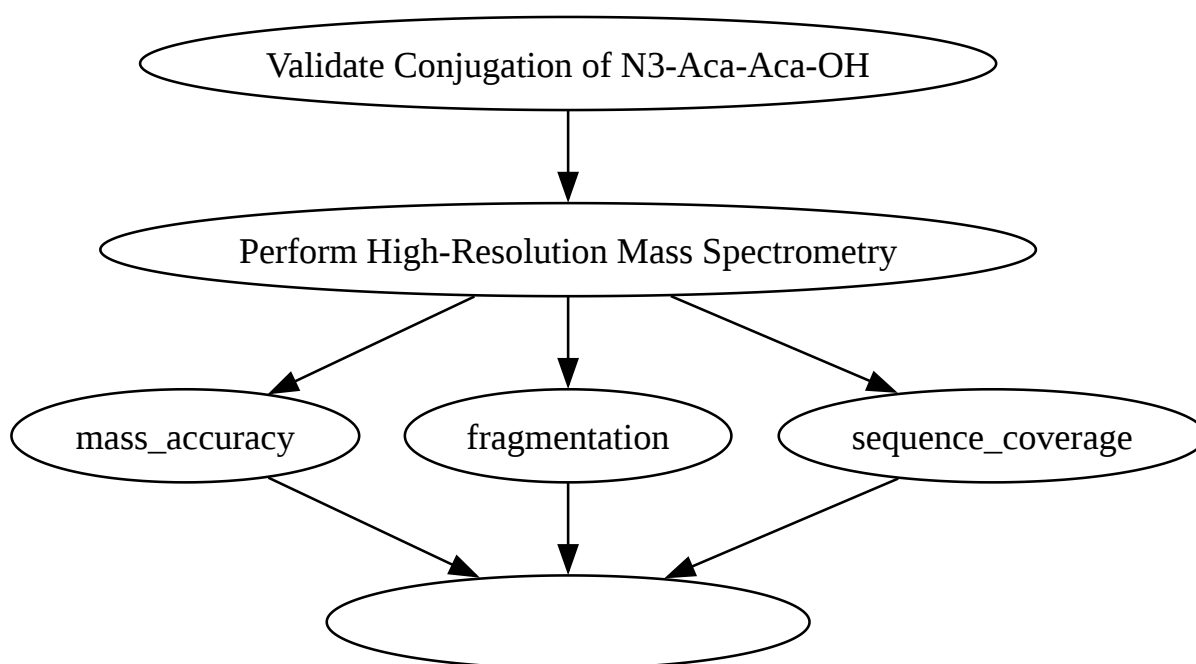 Validate Conjugation of N3-Aca-Aca-OH
Perform High-Resolution Mass Spectrometry
mass_accuracy
fragmentation
sequence_coverage